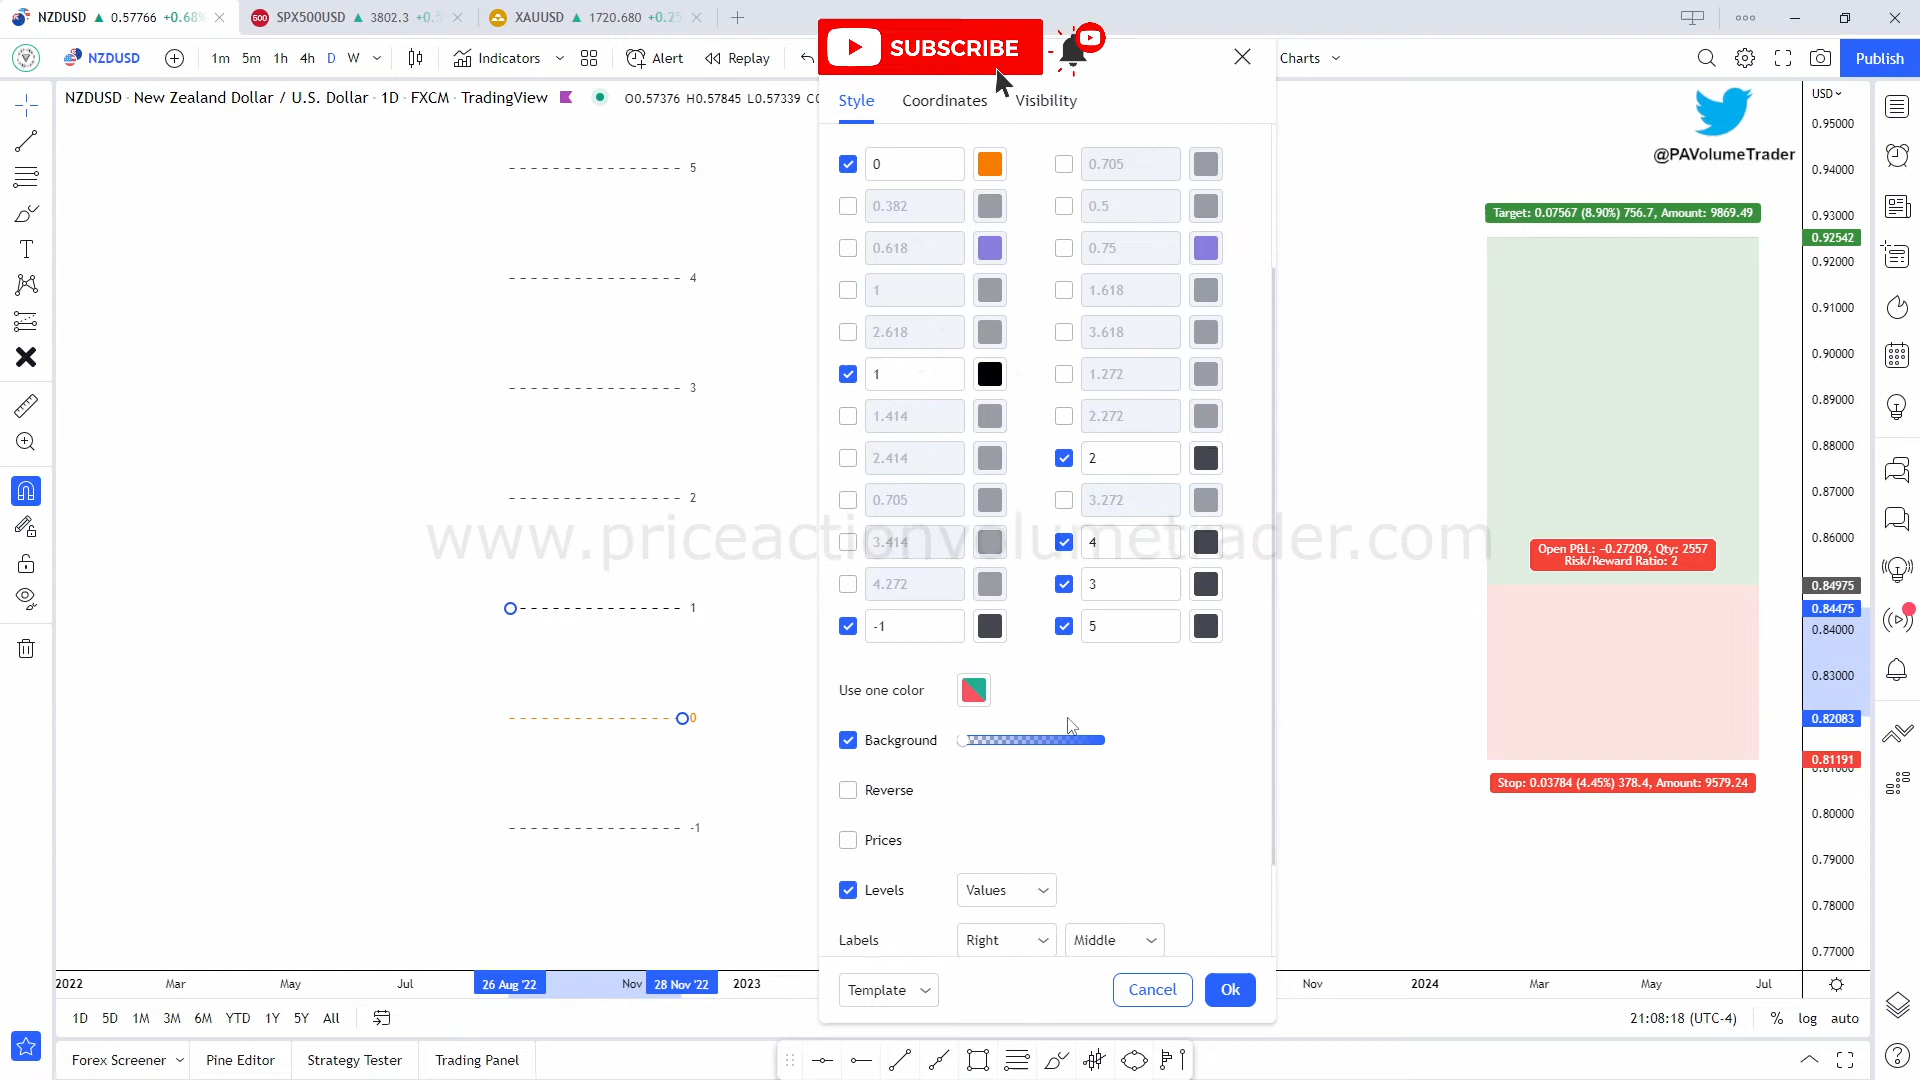 NZDUSD ▲ 0.57766 +0.68%
SPX500USD ▲ 3802.3 +0.5
XAUUSD ▲ 1720.680 +0.25
SUBSCRIBE
NZDUSD
1m 5m 1h 4h D W
Indicators
Alert
Replay
Charts
Publish
NZDUSD · New Zealand Dollar / U.S. Dollar · 1D · FXCM · TradingView
O0.57376 H0.57845 L0.57339
Style Coordinates Visibility
@PAVolumeTrader
USD
0.95000
0.94000
0.93000
0.92542
0.92000
0.91000
0.90000
0.89000
0.88000
0.87000
0.86000
0.84975
0.84475
0.84000
0.83000
0.82083
0.81191
0.80000
0.79000
0.78000
0.77000
5
4
3
2
1
0
-1
0 0.705
0.382 0.5
0.618 0.75
1 1.618
2.618 3.618
1 1.272
1.414 2.272
2.414 2
0.705 3.272
3.414 4
4.272 3
-1 5
Use one color
Background
Reverse
Prices
Levels Values
Labels Right Middle
Template Cancel Ok
www.priceactionvolumetrader.com
Target: 0.07567 (8.90%) 756.7, Amount: 9869.49
Open P&L: −0.27209, Qty: 2557
Risk/Reward Ratio: 2
Stop: 0.03784 (4.45%) 378.4, Amount: 9579.24
2022 Mar May Jul 26 Aug '22 Nov 28 Nov '22 2023 Nov 2024 Mar May Jul
1D 5D 1M 3M 6M YTD 1Y 5Y All
21:08:18 (UTC-4) % log auto
Forex Screener Pine Editor Strategy Tester Trading Panel